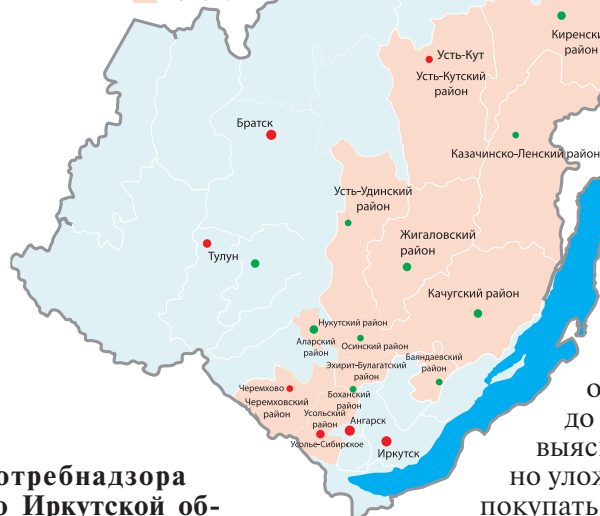 Киренский
район
Усть-Кут
Усть-Кутский
район
Братск
Казачинско-Ленский район
Усть-Удинский
район
Жигаловский
район
Тулун
Качугский район
Нукутский район
Аларский
район
Осинский район
Баяндаевский
район
Эхирит-Булагатский
район
Черемхово
Черемховский
район
Боханский
район
Усольский
район
Ангарск
Усолье-Сибирское
Иркутск
о
до
выяс
но улож
покупать
отребнадзора
о Иркутской об-